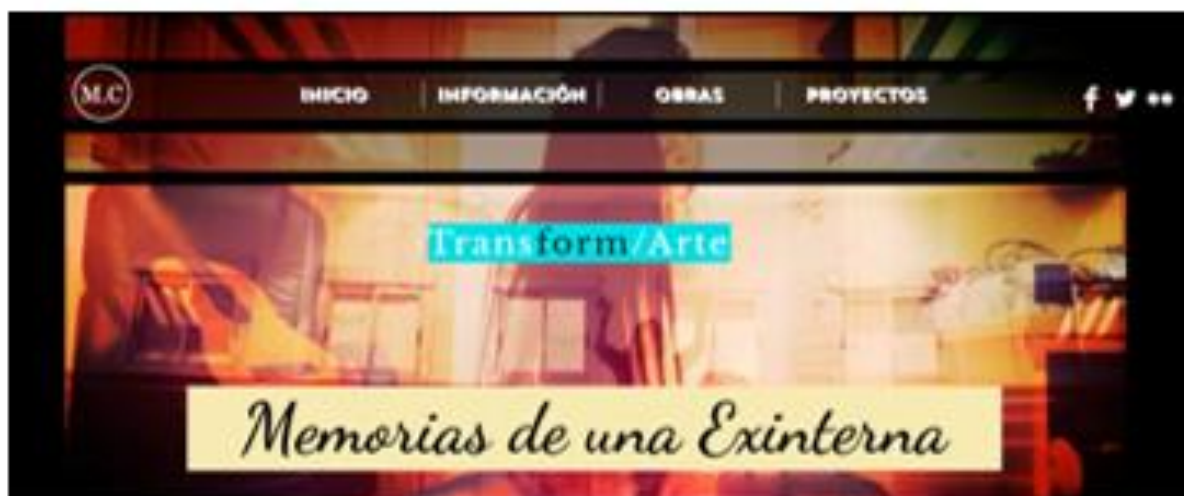 M.C INICIO INFORMACIÓN OBRAS PROYECTOS
Transform/Arte
Memorias de una Exinterna